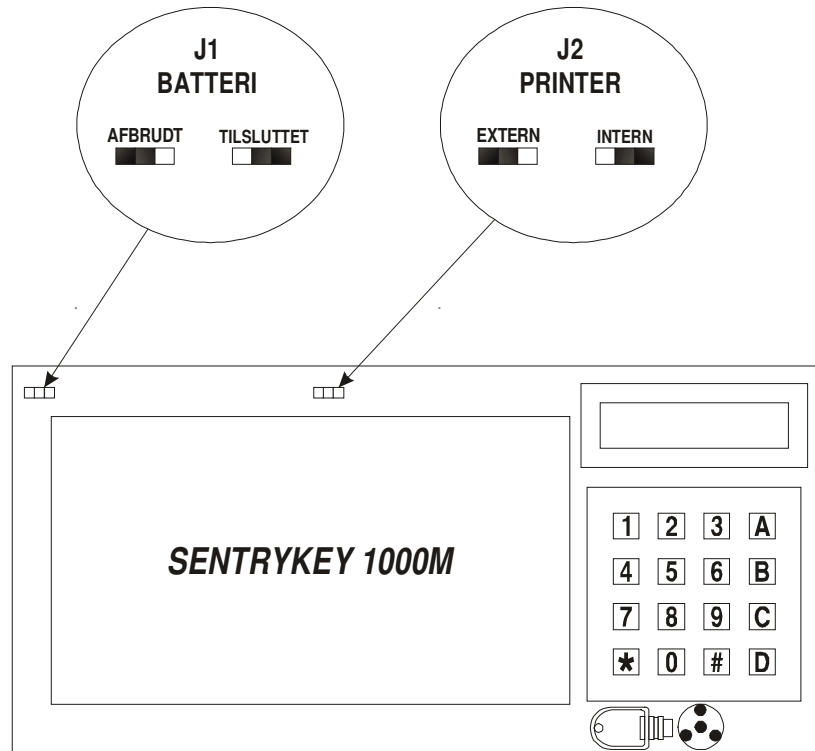 J1
BATTERI
AFBRUDT TILSLUTTET
J2
PRINTER
EXTERN INTERN
SENTRYKEY 1000M
1 2 3 A
4 5 6 B
7 8 9 C
* 0 # D